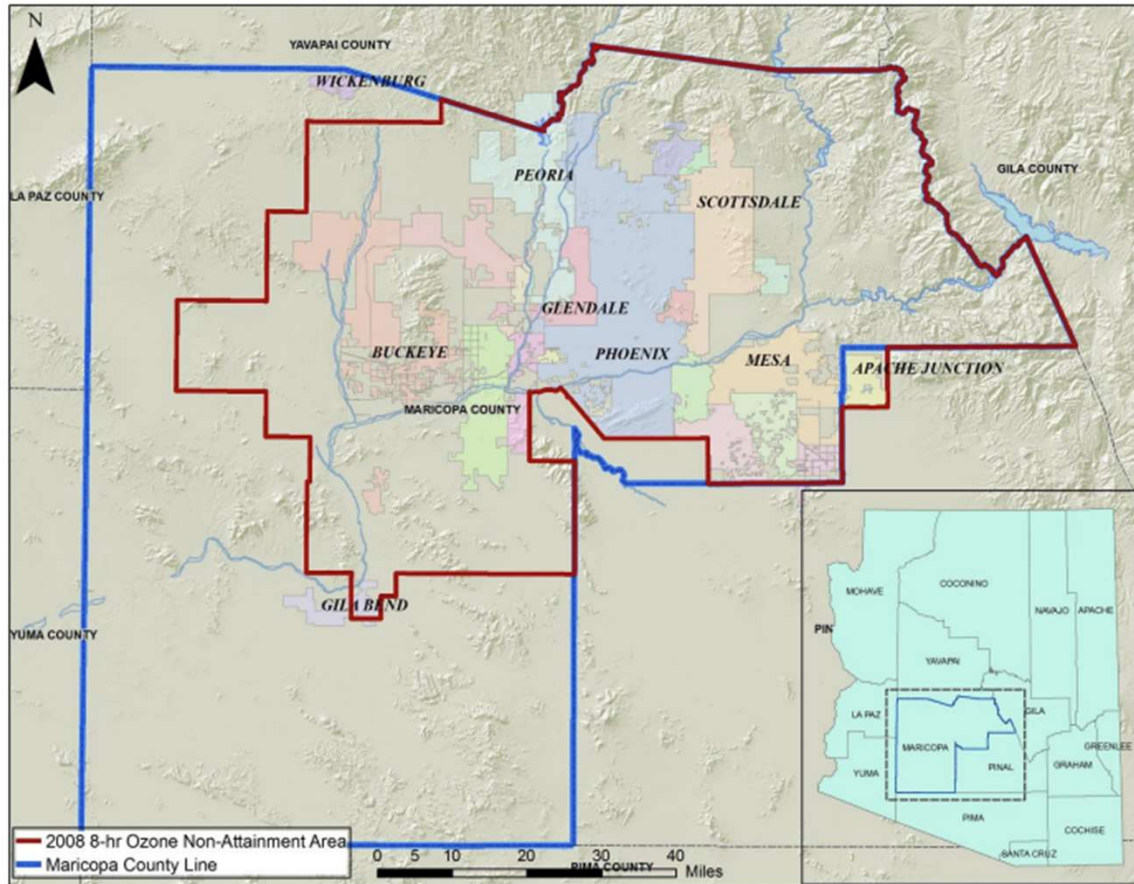 N
YAVAPAI COUNTY
WICKENBURG
LA PAZ COUNTY
GILA COUNTY
PEORIA
SCOTTSDALE
GLENDALE
BUCKEYE
PHOENIX
MESA
APACHE JUNCTION
MARICOPA COUNTY
GILA BEND
YUMA COUNTY
PIN
MOHAVE
COCONINO
NAVAJO
APACHE
YAVAPAI
LA PAZ
GILA
MARICOPA
GREENLEE
YUMA
PINAL
GRAHAM
PIMA
COCHISE
SANTA CRUZ
2008 8-hr Ozone Non-Attainment Area
Maricopa County Line
0 5 10 20 30 40
Miles
PIMA COUNTY